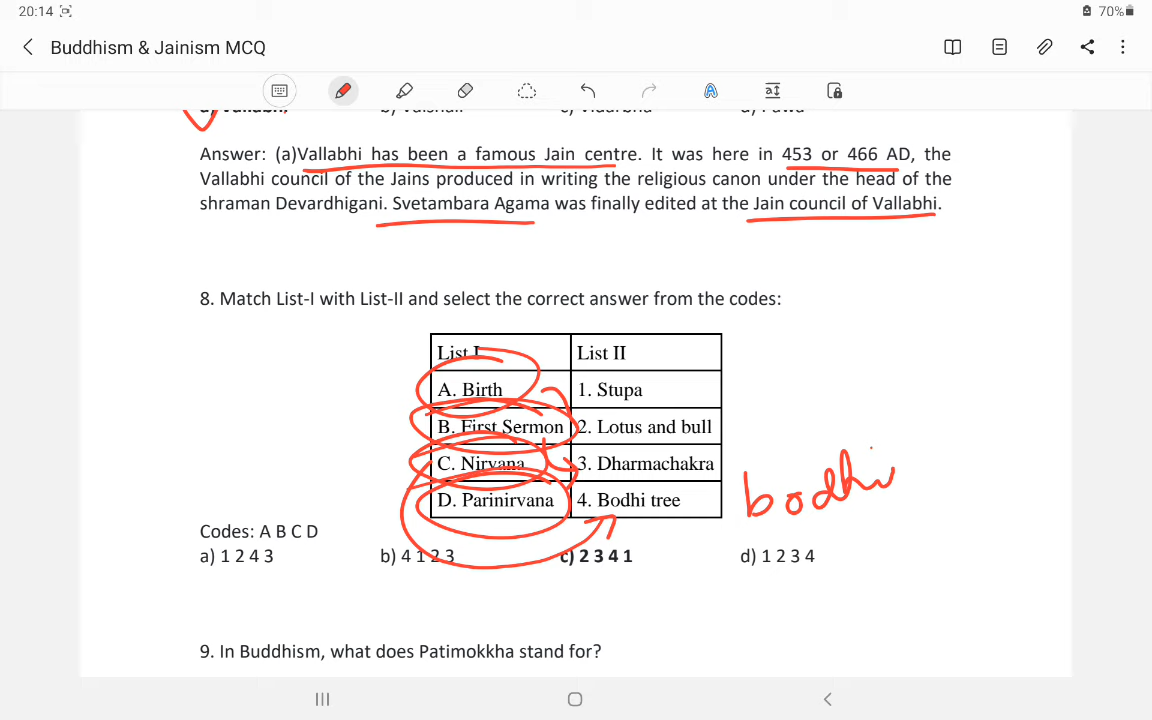 20:14 70%
Buddhism & Jainism MCQ
Answer: (a)Vallabhi has been a famous Jain centre. It was here in 453 or 466 AD, the
Vallabhi council of the Jains produced in writing the religious canon under the head of the
shraman Devardhigani. Svetambara Agama was finally edited at the Jain council of Vallabhi.
8. Match List-I with List-II and select the correct answer from the codes:
List I List II
A. Birth 1. Stupa
B. First Sermon 2. Lotus and bull
C. Nirvana 3. Dharmachakra
D. Parinirvana 4. Bodhi tree
bodhi
Codes: A B C D
a) 1 2 4 3 b) 4 1 2 3 c) 2 3 4 1 d) 1 2 3 4
9. In Buddhism, what does Patimokkha stand for?